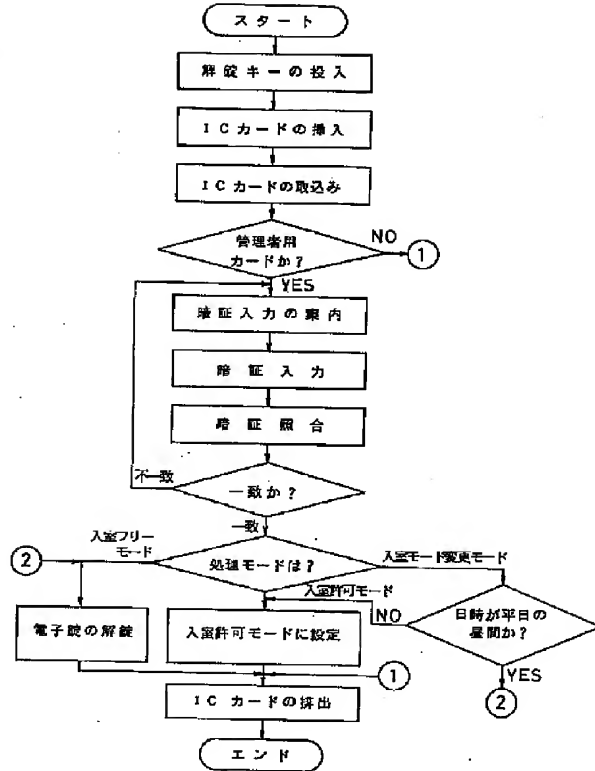 スタート
解錠キーの投入
ICカードの挿入
ICカードの取込み
管理者用
カードか?
NO
1
YES
暗証入力の案内
暗証入力
暗証照合
不一致
一致か?
一致
入室フリー
モード
2
処理モードは?
入室モード変更モード
入室許可モード
NO
日時が平日の
昼間か?
電子錠の解錠
入室許可モードに設定
YES
1
2
ICカードの排出
エンド